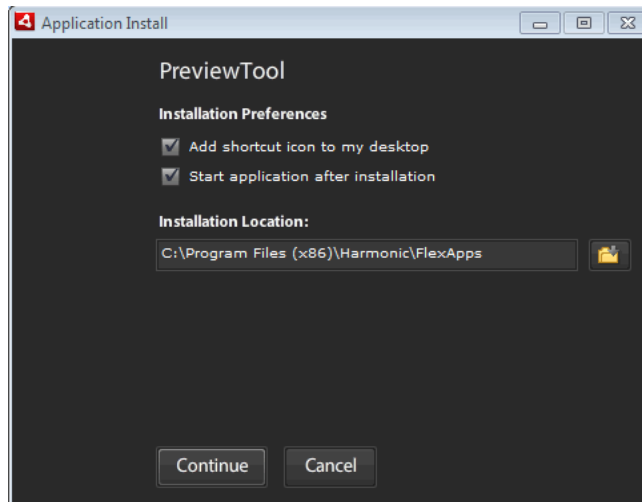 Application Install
PreviewTool
Installation Preferences
Add shortcut icon to my desktop
Start application after installation
Installation Location:
C:\Program Files (x86)\Harmonic\FlexApps
Continue
Cancel